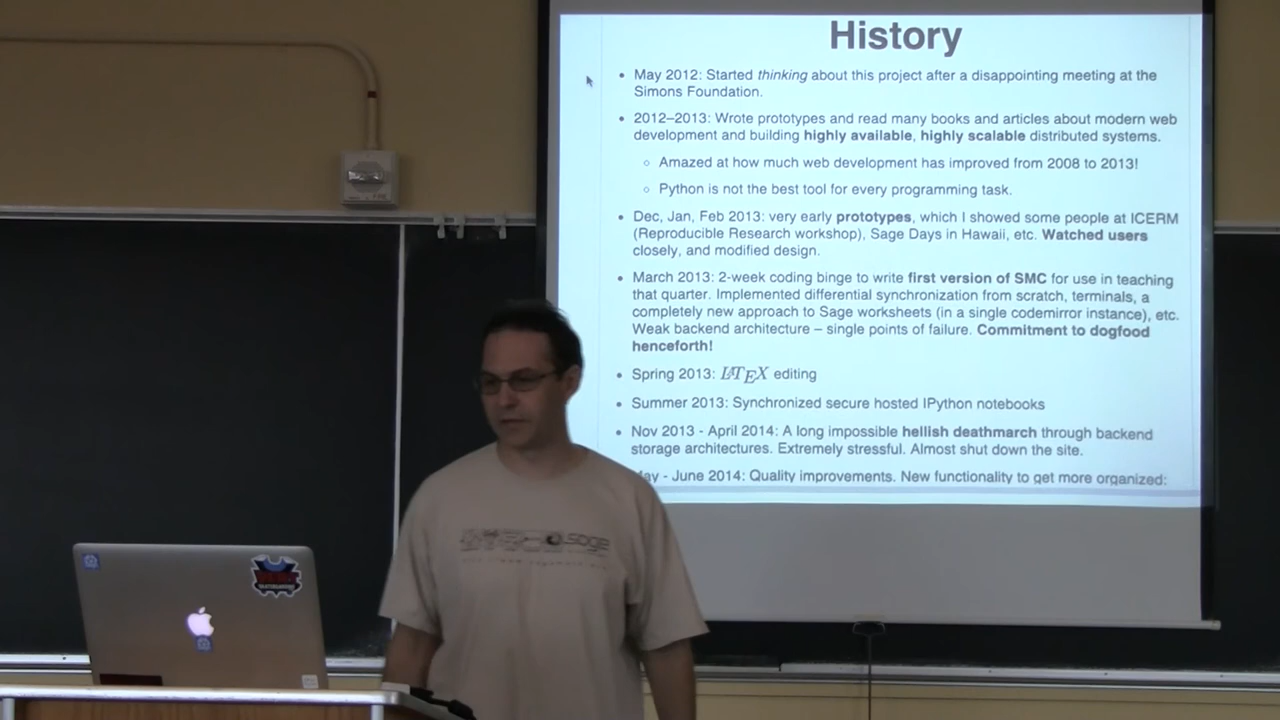 History
• May 2012: Started thinking about this project after a disappointing meeting at the
Simons Foundation.
• 2012–2013: Wrote prototypes and read many books and articles about modern web
development and building highly available, highly scalable distributed systems.
◦ Amazed at how much web development has improved from 2008 to 2013!
◦ Python is not the best tool for every programming task.
• Dec, Jan, Feb 2013: very early prototypes, which I showed some people at ICERM
(Reproducible Research workshop), Sage Days in Hawaii, etc. Watched users
closely, and modified design.
• March 2013: 2-week coding binge to write first version of SMC for use in teaching
that quarter. Implemented differential synchronization from scratch, terminals, a
completely new approach to Sage worksheets (in a single codemirror instance), etc.
Weak backend architecture – single points of failure. Commitment to dogfood
henceforth!
• Spring 2013: LATEX editing
• Summer 2013: Synchronized secure hosted IPython notebooks
• Nov 2013 - April 2014: A long impossible hellish deathmarch through backend
storage architectures. Extremely stressful. Almost shut down the site.
May - June 2014: Quality improvements. New functionality to get more organized:
sage